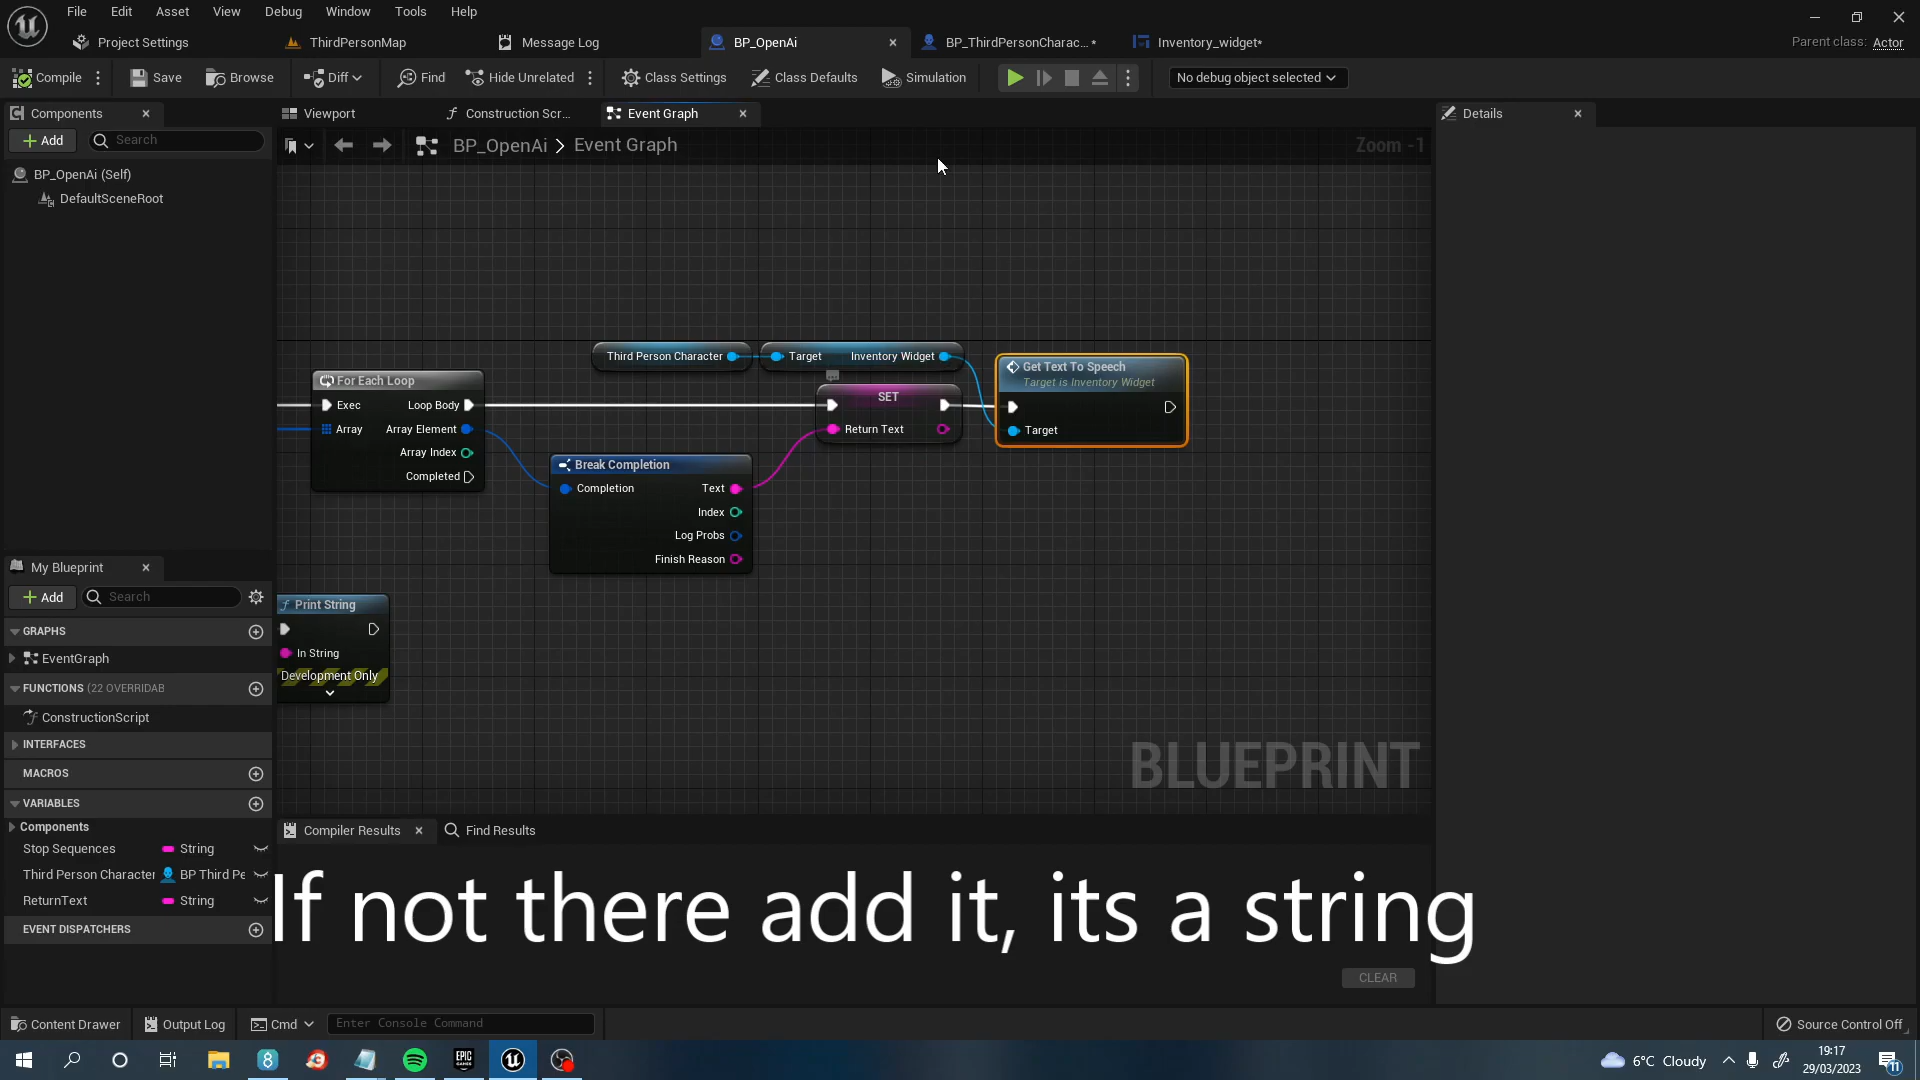 File Edit Asset View Debug Window Tools Help
Project Settings
ThirdPersonMap
Message Log
BP_OpenAi
BP_ThirdPersonCharac...*
Inventory_widget*
Parent class: Actor
Compile
Save
Browse
Diff
Find
Hide Unrelated
Class Settings
Class Defaults
Simulation
No debug object selected
Components
Viewport
Construction Scr...
Event Graph
Details
Add
Search
BP_OpenAi > Event Graph
Zoom -1
BP_OpenAi (Self)
DefaultSceneRoot
Third Person Character
Target
Inventory Widget
For Each Loop
Exec
Loop Body
Array
Array Element
Array Index
Completed
SET
Return Text
Get Text To Speech
Target is Inventory Widget
Target
Break Completion
Completion
Text
Index
Log Probs
Finish Reason
Print String
In String
Development Only
BLUEPRINT
My Blueprint
Add
Search
GRAPHS
EventGraph
FUNCTIONS (22 OVERRIDAB
ConstructionScript
INTERFACES
MACROS
VARIABLES
Components
Stop Sequences String
Third Person Character BP Third Pe
ReturnText String
EVENT DISPATCHERS
Compiler Results
Find Results
If not there add it, its a string
CLEAR
Content Drawer
Output Log
Cmd
Enter Console Command
Source Control Off
EPIC
GAMES
6°C Cloudy
19:17
29/03/2023
11